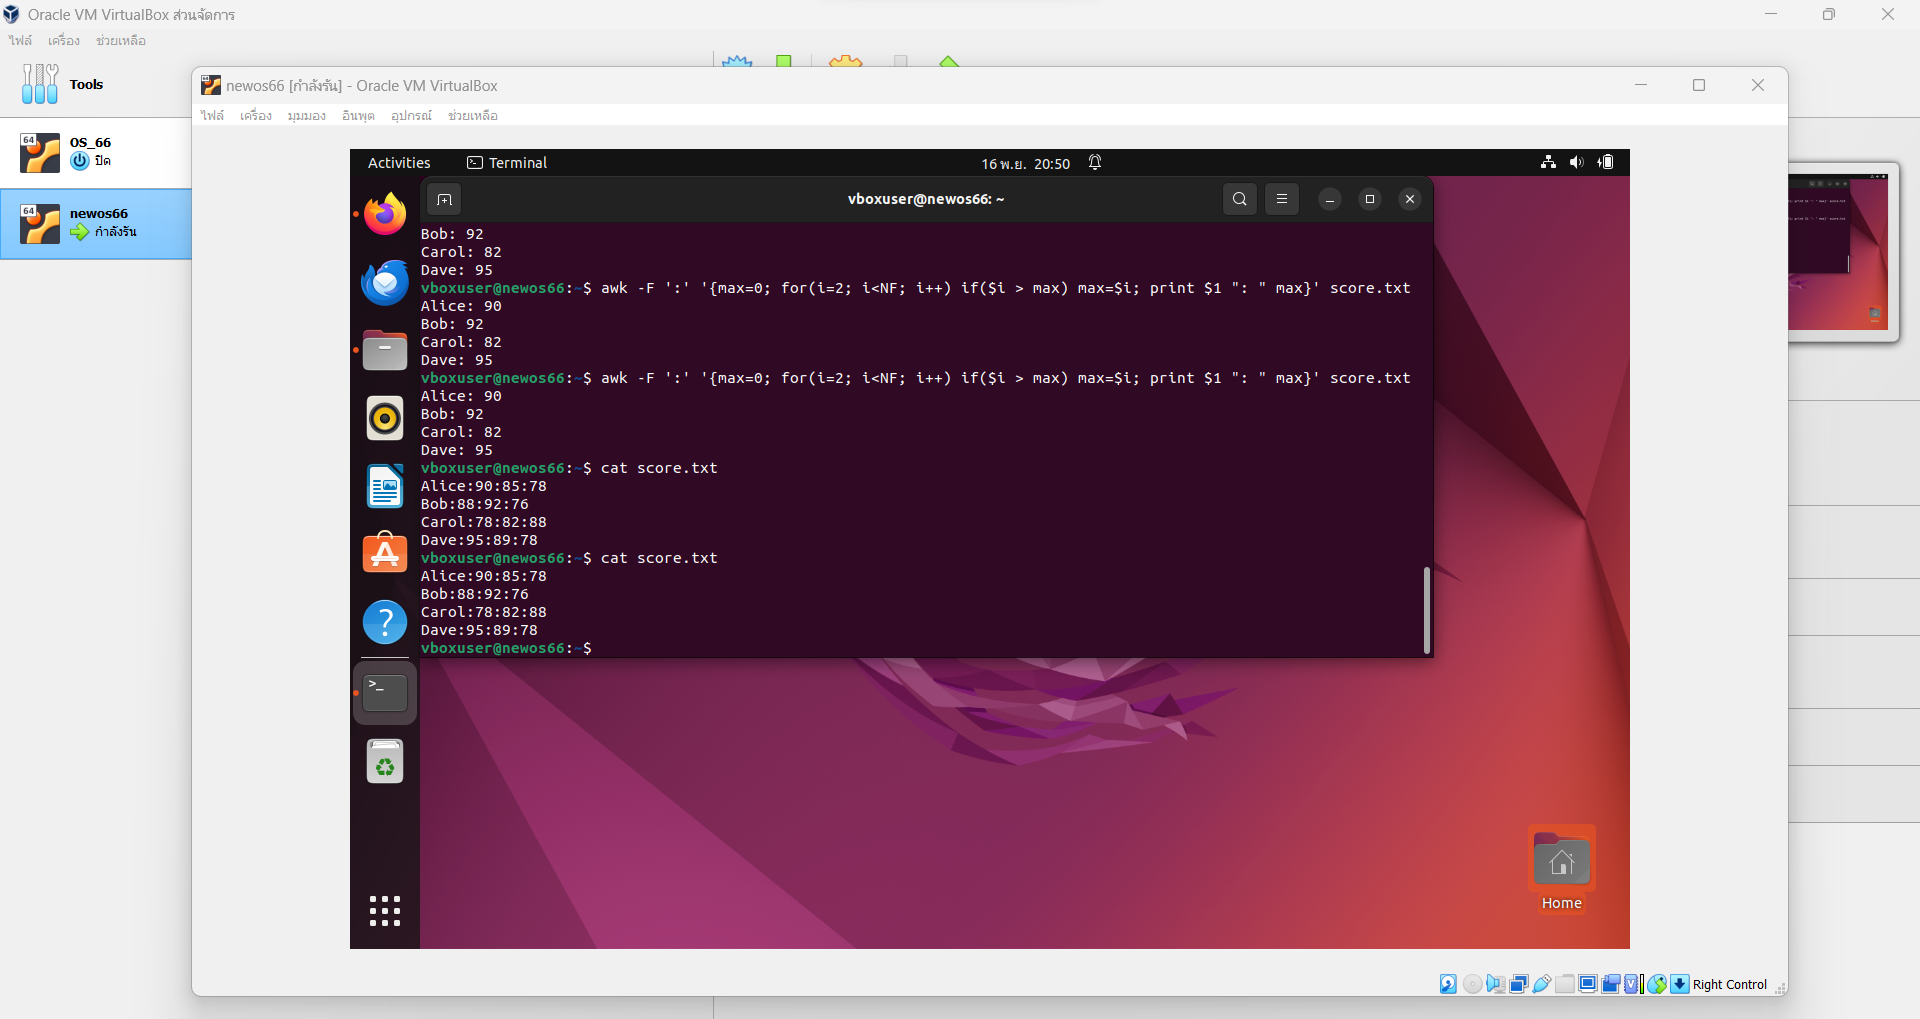 Oracle VM VirtualBox ส่วนจัดการ
ไฟล์ เครื่อง ช่วยเหลือ
Tools
64
OS_66
ปิด
64
newos66
กำลังรัน
newos66 [กำลังรัน] - Oracle VM VirtualBox
ไฟล์ เครื่อง มุมมอง อินพุต อุปกรณ์ ช่วยเหลือ
Activities Terminal 16 พ.ย. 20:50
vboxuser@newos66: ~
Bob: 92
Carol: 82
Dave: 95
vboxuser@newos66:~$ awk -F ':' '{max=0; for(i=2; i<NF; i++) if($i > max) max=$i; print $1 ": " max}' score.txt
Alice: 90
Bob: 92
Carol: 82
Dave: 95
vboxuser@newos66:~$ awk -F ':' '{max=0; for(i=2; i<NF; i++) if($i > max) max=$i; print $1 ": " max}' score.txt
Alice: 90
Bob: 92
Carol: 82
Dave: 95
vboxuser@newos66:~$ cat score.txt
Alice:90:85:78
Bob:88:92:76
Carol:78:82:88
Dave:95:89:78
vboxuser@newos66:~$ cat score.txt
Alice:90:85:78
Bob:88:92:76
Carol:78:82:88
Dave:95:89:78
vboxuser@newos66:~$
Home
Right Control